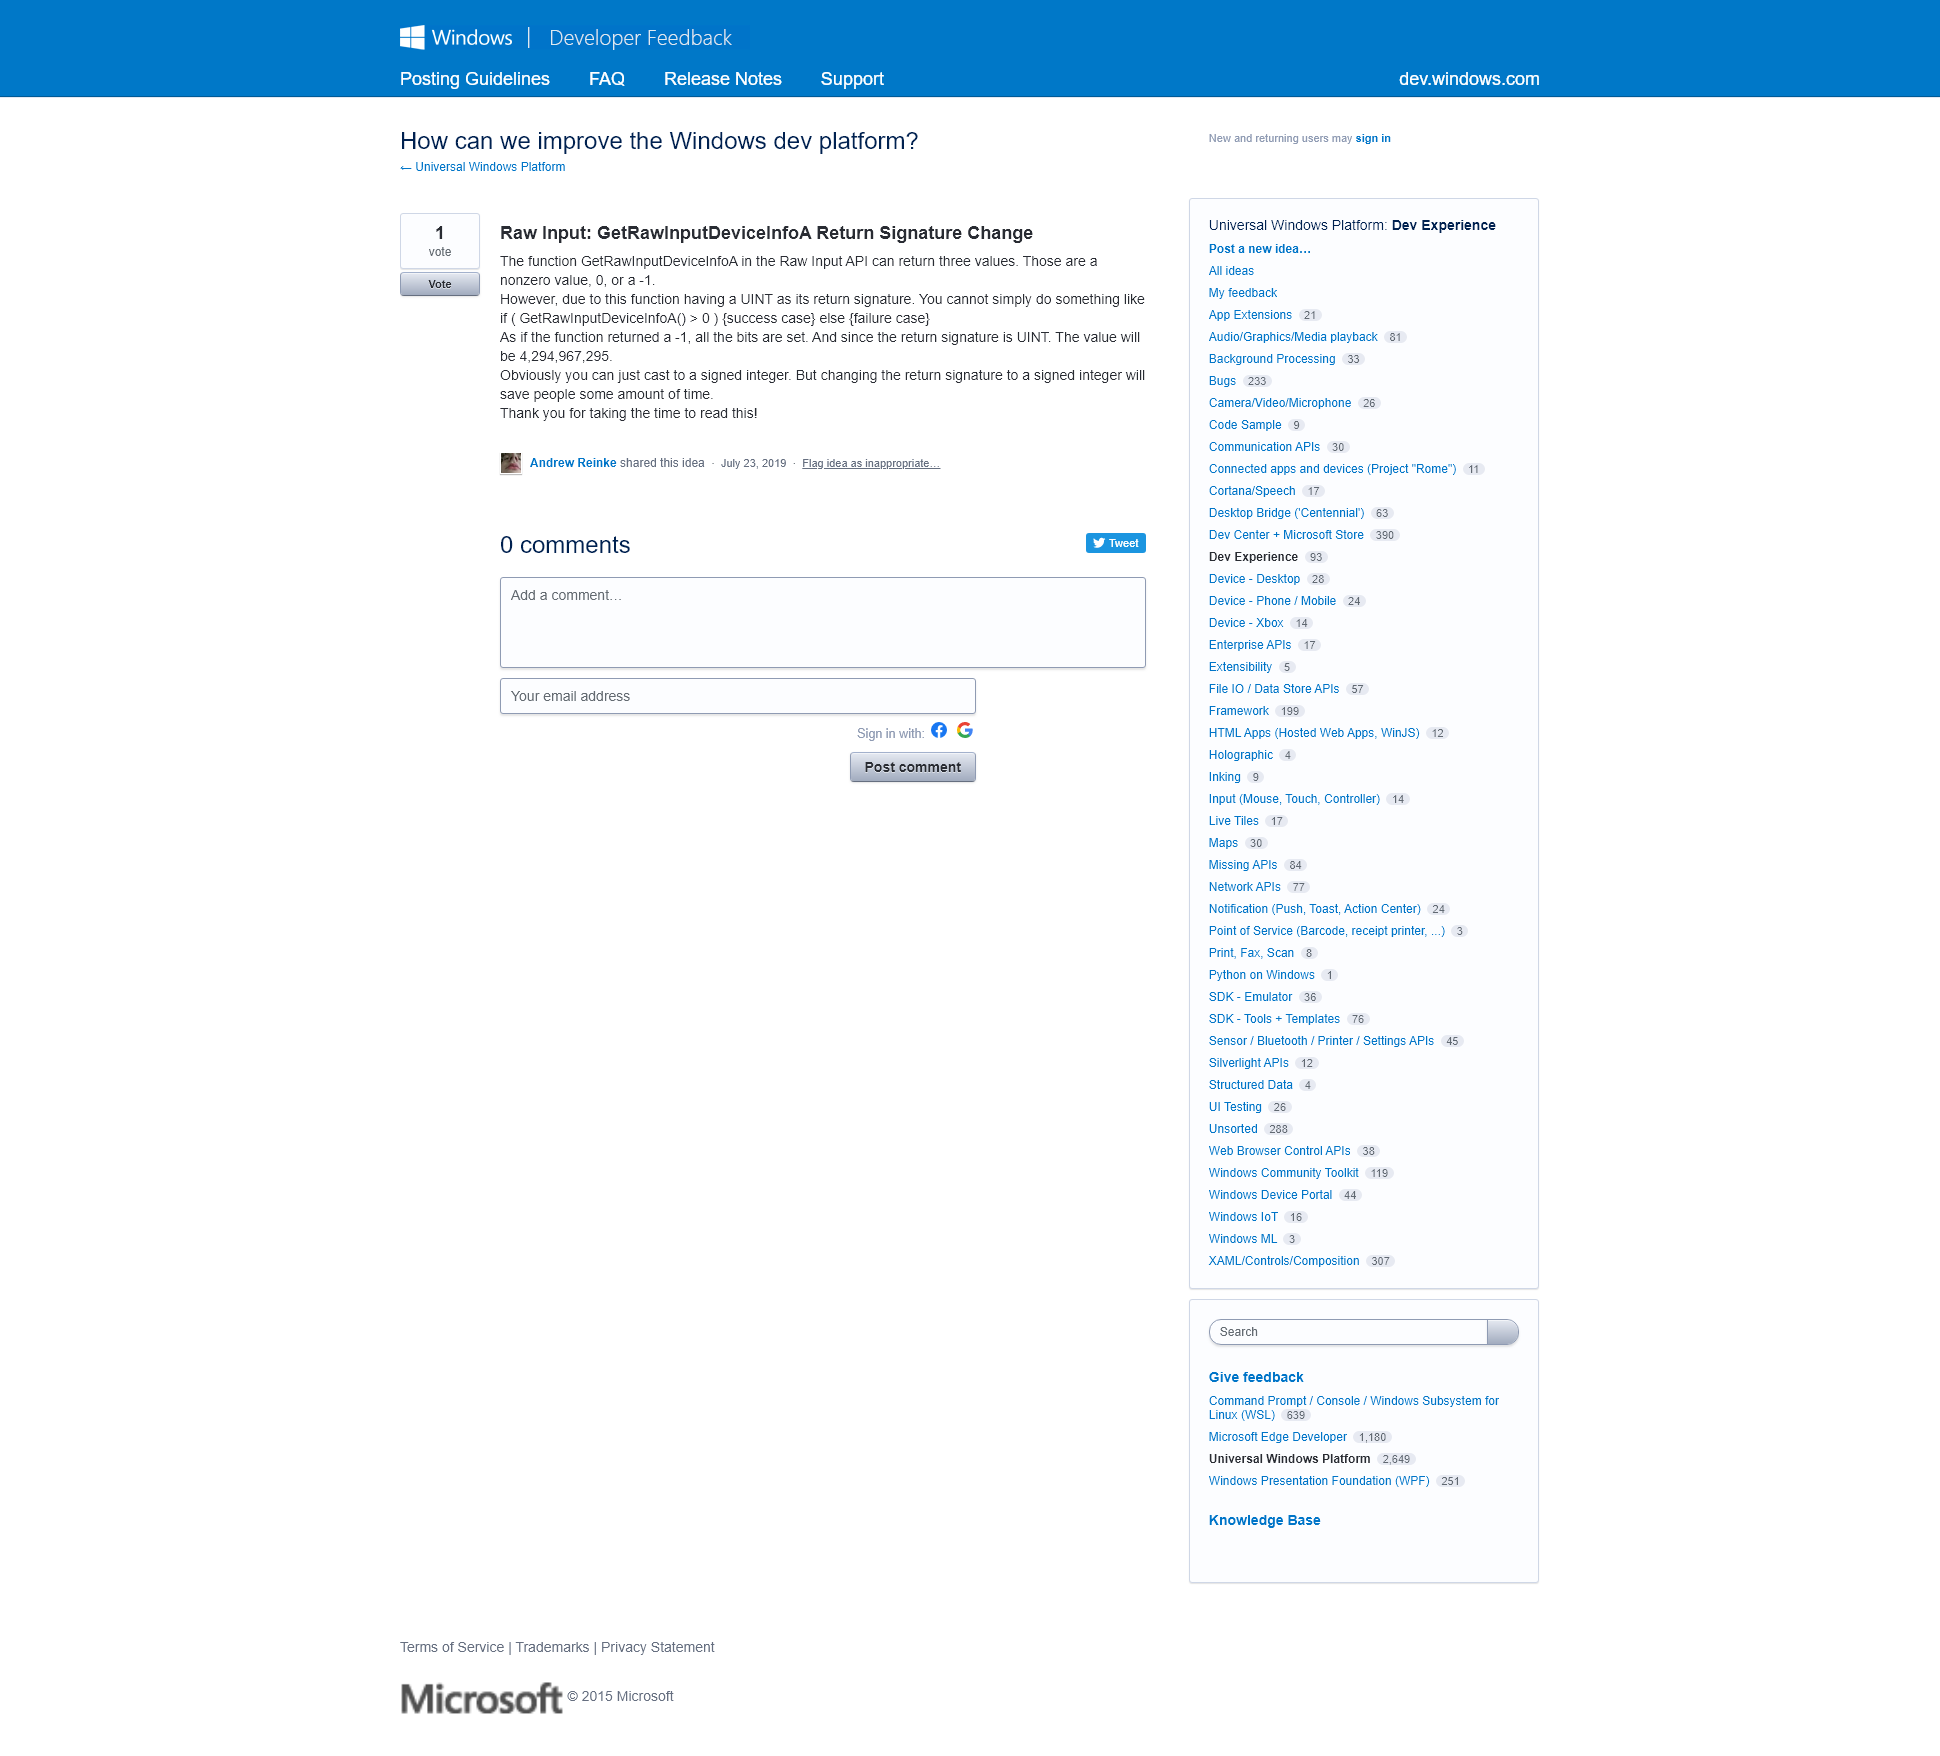 Windows | Developer Feedback
Posting Guidelines FAQ Release Notes Support dev.windows.com
How can we improve the Windows dev platform?
← Universal Windows Platform
New and returning users may sign in
1
vote
Vote
Raw Input: GetRawInputDeviceInfoA Return Signature Change
The function GetRawInputDeviceInfoA in the Raw Input API can return three values. Those are a
nonzero value, 0, or a -1.
However, due to this function having a UINT as its return signature. You cannot simply do something like
if ( GetRawInputDeviceInfoA() > 0 ) {success case} else {failure case}
As if the function returned a -1, all the bits are set. And since the return signature is UINT. The value will
be 4,294,967,295.
Obviously you can just cast to a signed integer. But changing the return signature to a signed integer will
save people some amount of time.
Thank you for taking the time to read this!
Andrew Reinke shared this idea · July 23, 2019 · Flag idea as inappropriate…
0 comments
Tweet
Add a comment…
Your email address
Sign in with:
Post comment
Universal Windows Platform: Dev Experience
Post a new idea…
All ideas
My feedback
App Extensions 21
Audio/Graphics/Media playback 81
Background Processing 33
Bugs 233
Camera/Video/Microphone 26
Code Sample 9
Communication APIs 30
Connected apps and devices (Project "Rome") 11
Cortana/Speech 17
Desktop Bridge ('Centennial') 63
Dev Center + Microsoft Store 390
Dev Experience 93
Device - Desktop 28
Device - Phone / Mobile 24
Device - Xbox 14
Enterprise APIs 17
Extensibility 5
File IO / Data Store APIs 57
Framework 199
HTML Apps (Hosted Web Apps, WinJS) 12
Holographic 4
Inking 9
Input (Mouse, Touch, Controller) 14
Live Tiles 17
Maps 30
Missing APIs 84
Network APIs 77
Notification (Push, Toast, Action Center) 24
Point of Service (Barcode, receipt printer, ...) 3
Print, Fax, Scan 8
Python on Windows 1
SDK - Emulator 36
SDK - Tools + Templates 76
Sensor / Bluetooth / Printer / Settings APIs 45
Silverlight APIs 12
Structured Data 4
UI Testing 26
Unsorted 288
Web Browser Control APIs 38
Windows Community Toolkit 119
Windows Device Portal 44
Windows IoT 16
Windows ML 3
XAML/Controls/Composition 307
Search
Give feedback
Command Prompt / Console / Windows Subsystem for
Linux (WSL) 639
Microsoft Edge Developer 1,180
Universal Windows Platform 2,649
Windows Presentation Foundation (WPF) 251
Knowledge Base
Terms of Service | Trademarks | Privacy Statement
Microsoft © 2015 Microsoft